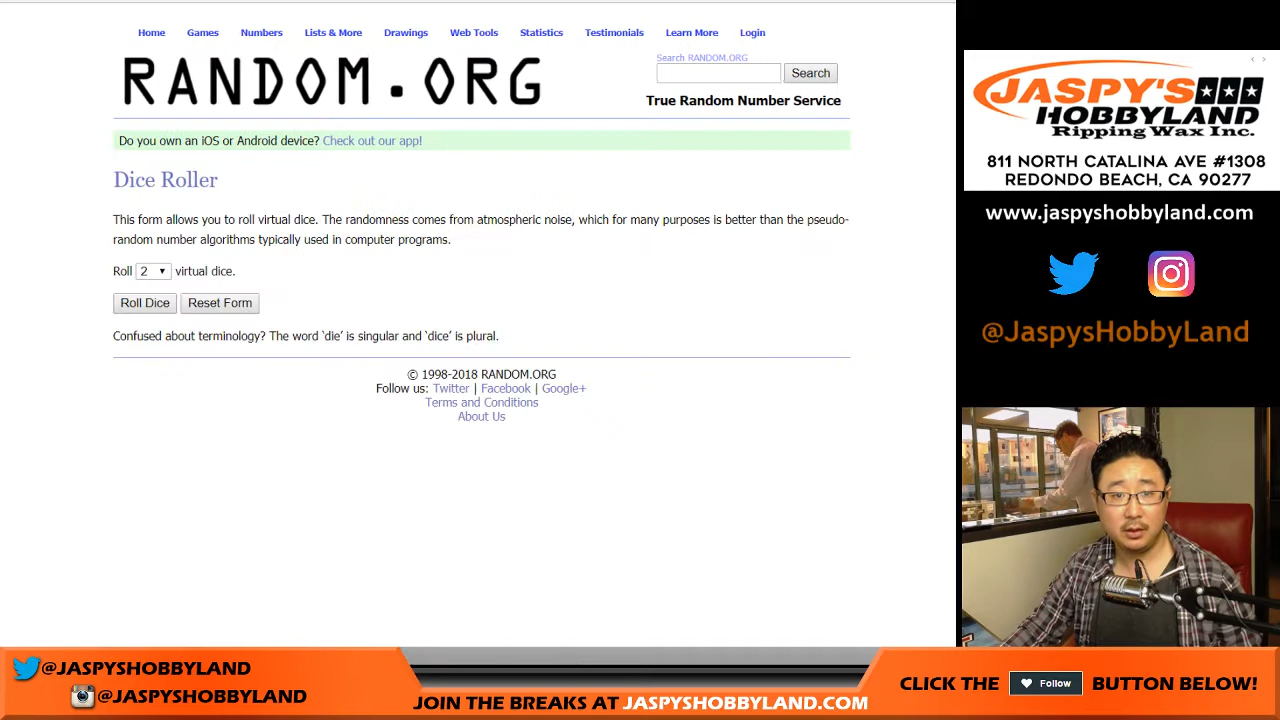 Home Games Numbers Lists & More Drawings Web Tools Statistics Testimonials Learn More Login
RANDOM.ORG
Search RANDOM.ORG
Search
True Random Number Service
Do you own an iOS or Android device? Check out our app!
Dice Roller
This form allows you to roll virtual dice. The randomness comes from atmospheric noise, which for many purposes is better than the pseudo-
random number algorithms typically used in computer programs.
Roll 2 virtual dice.
Roll Dice Reset Form
Confused about terminology? The word ‘die’ is singular and ‘dice’ is plural.
© 1998-2018 RANDOM.ORG
Follow us: Twitter | Facebook | Google+
Terms and Conditions
About Us
JASPY'S
HOBBYLAND
Ripping Wax Inc.
811 NORTH CATALINA AVE #1308
REDONDO BEACH, CA 90277
www.jaspyshobbyland.com
@JaspysHobbyLand
@JASPYSHOBBYLAND
@JASPYSHOBBYLAND
JOIN THE BREAKS AT JASPYSHOBBYLAND.COM
CLICK THE Follow BUTTON BELOW!